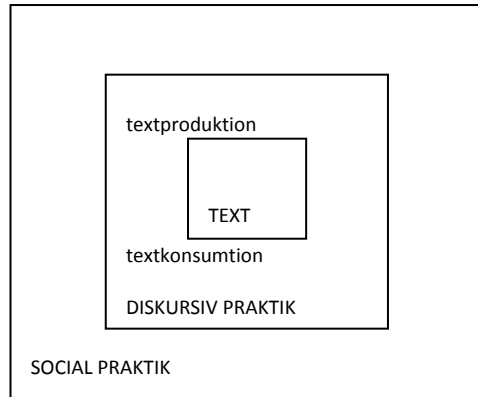 textproduktion
TEXT
textkonsumtion
DISKURSIV PRAKTIK
SOCIAL PRAKTIK